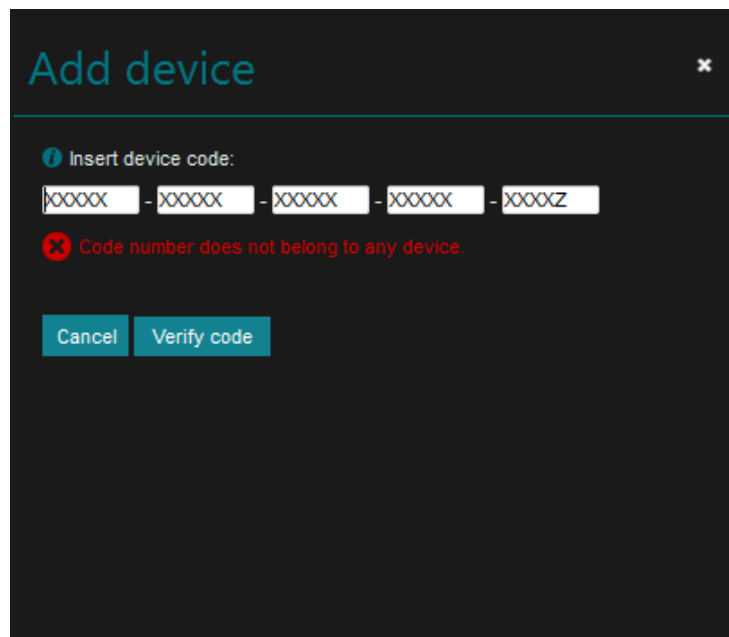 Add device
Insert device code:
XXXXX - XXXXX - XXXXX - XXXXX - XXXXZ
Code number does not belong to any device.
Cancel Verify code